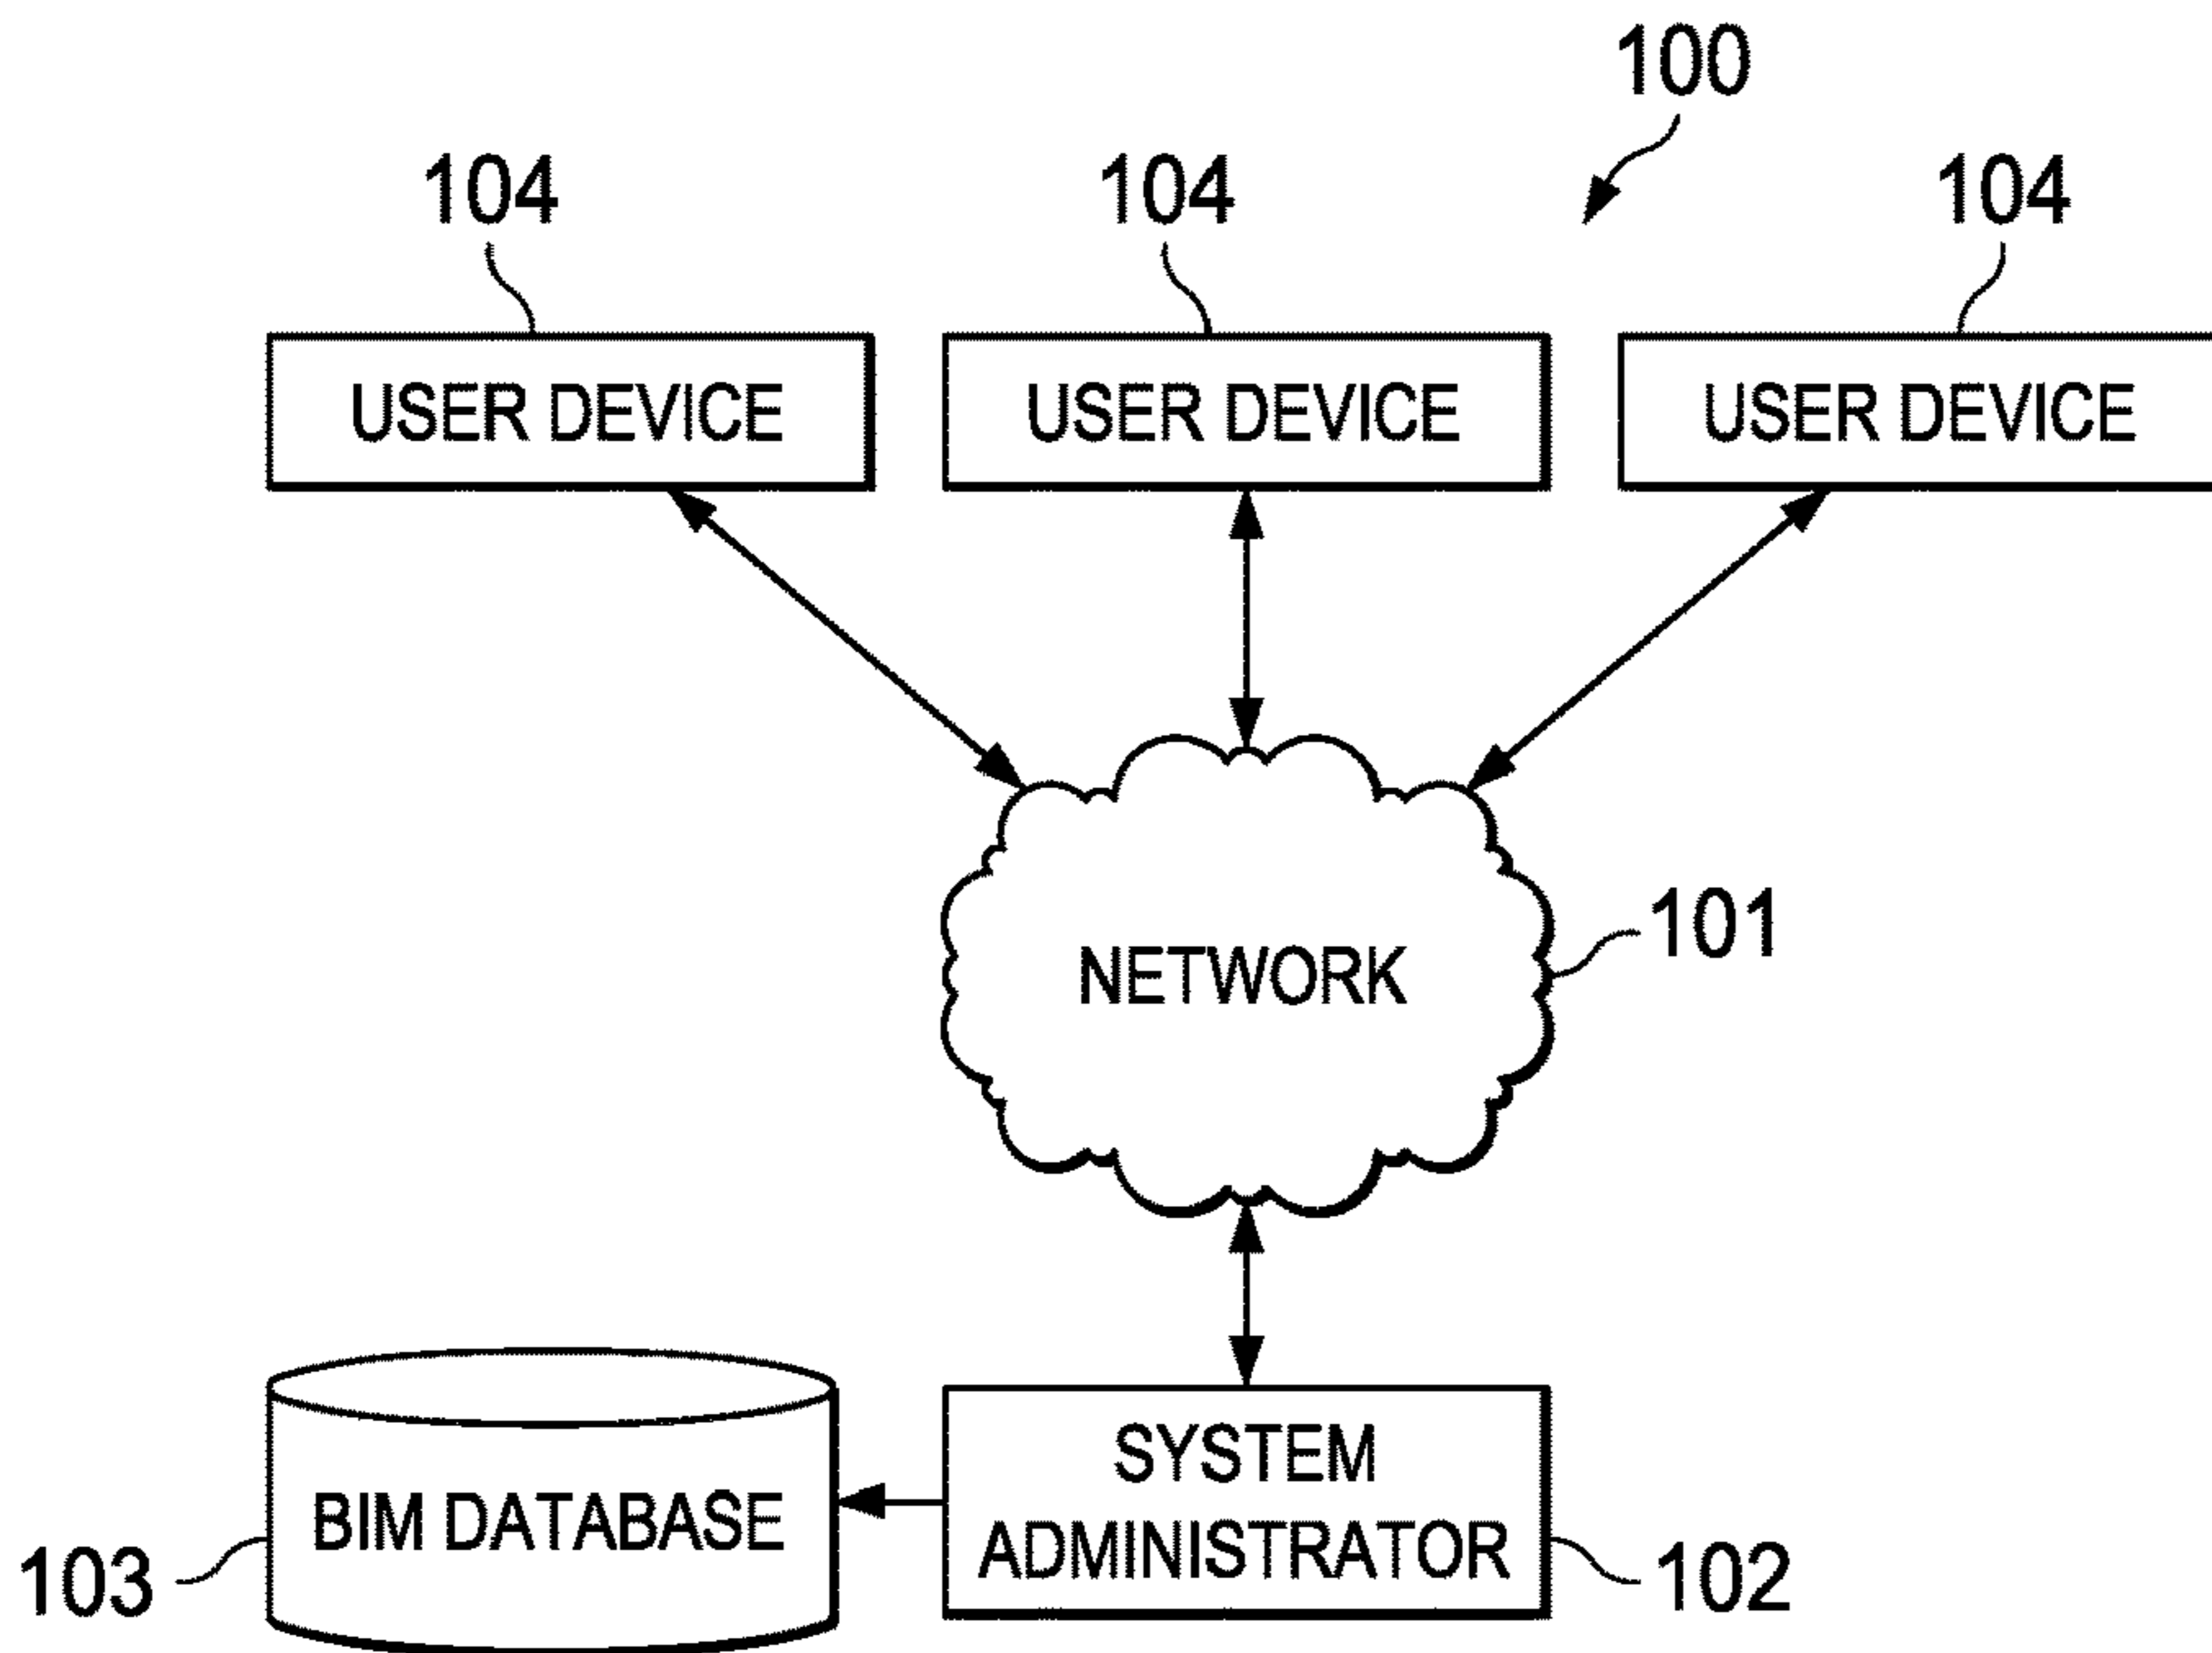 100
104
104
104
USER DEVICE
USER DEVICE
USER DEVICE
NETWORK
101
BIM DATABASE
103
SYSTEM
ADMINISTRATOR
102